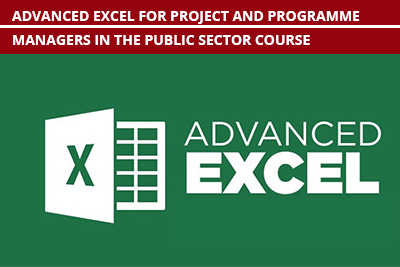 ADVANCED EXCEL FOR PROJECT AND PROGRAMME
MANAGERS IN THE PUBLIC SECTOR COURSE
X
ADVANCED
EXCEL